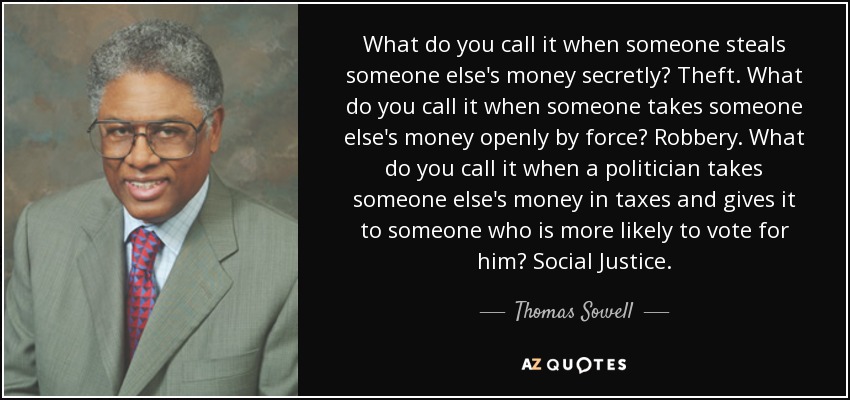 What do you call it when someone steals
someone else's money secretly? Theft. What
do you call it when someone takes someone
else's money openly by force? Robbery. What
do you call it when a politician takes
someone else's money in taxes and gives it
to someone who is more likely to vote for
him? Social Justice.
Thomas Sowell
AZ QUOTES